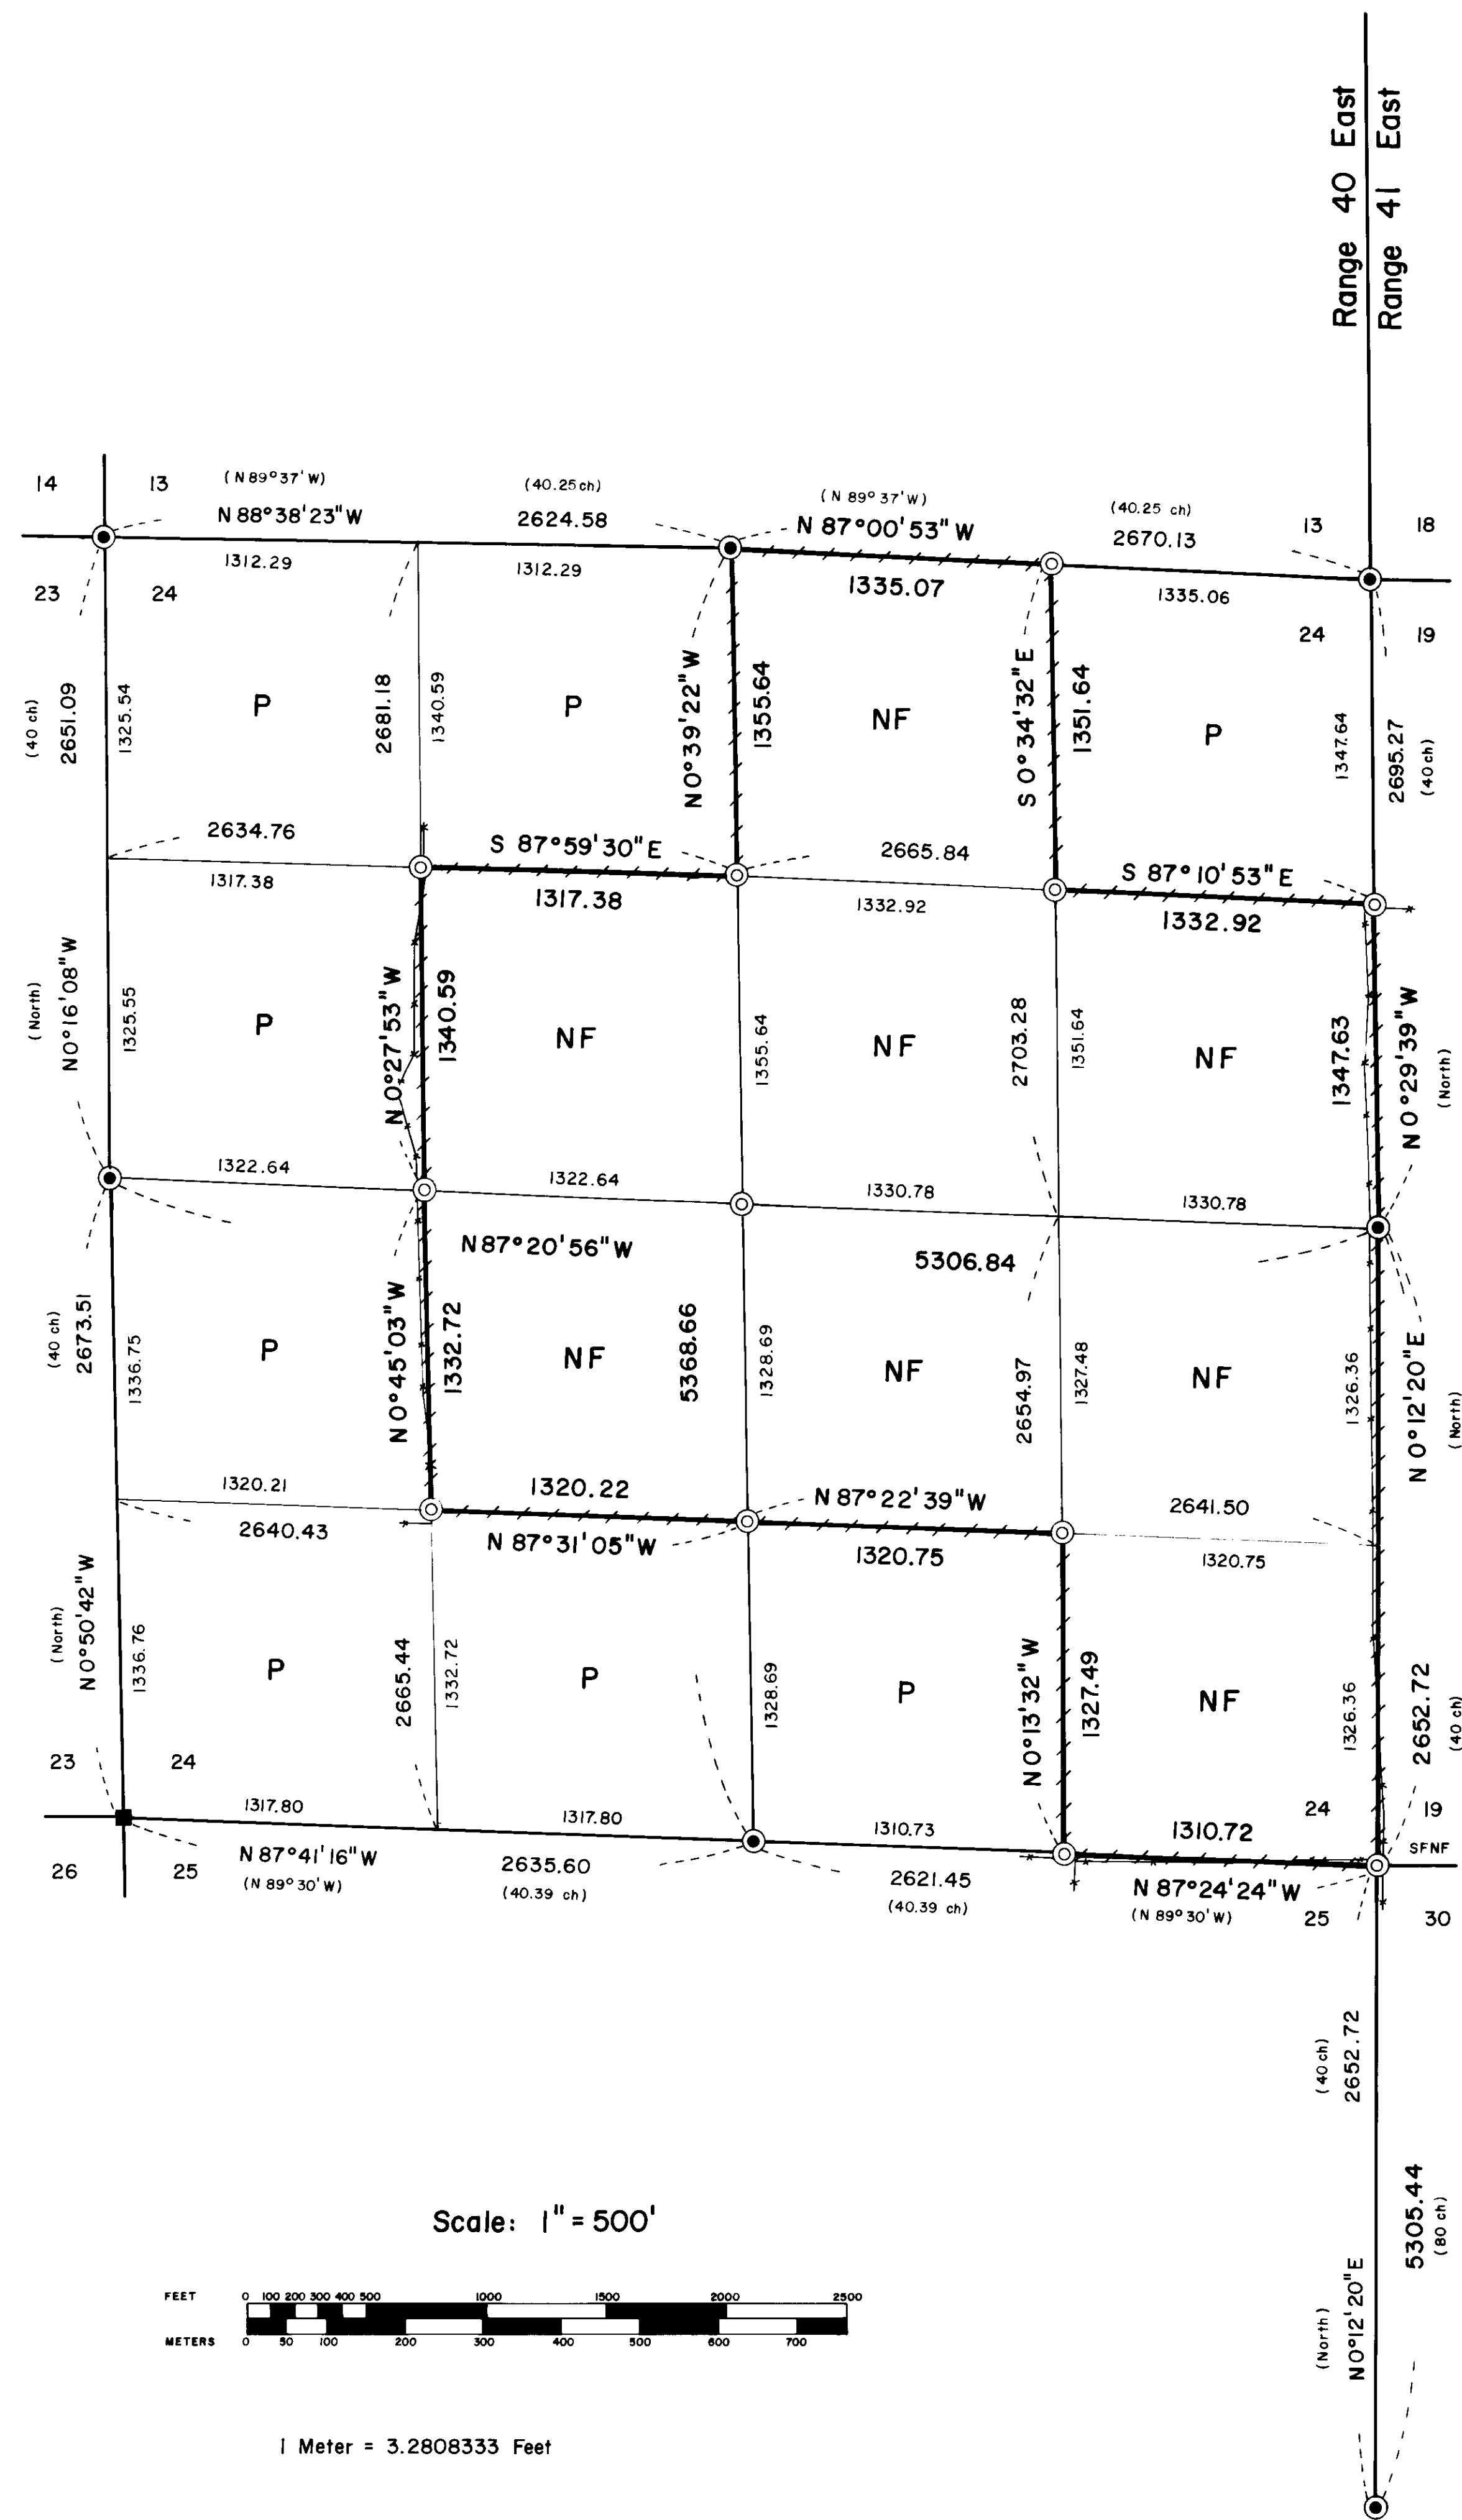 Range 40 East
Range 41 East
14
13
(N 89°37'W)
(40.25ch)
(N 89°37'W)
(40.25 ch)
13
18
N 88°38'23"W
2624.58
N 87°00'53"W
2670.13
1312.29
1312.29
1335.07
1335.06
23
24
24
19
(40 ch)
2651.09
1325.54
P
2681.18
1340.59
P
N 0°39'22"W
1355.64
NF
S 0°34'32"E
1351.64
P
1347.64
2695.27
(40ch)
2634.76
S 87°59'30"E
2665.84
S 87°10'53"E
1317.38
1317.38
1332.92
1332.92
(North)
N0°16'08"W
1325.55
P
N 0°27'53"W
1340.59
NF
1355.64
NF
2703.28
1351.64
NF
1347.63
N 0°29'39"W
(North)
1322.64
1322.64
1330.78
1330.78
N87°20'56"W
5306.84
(40 ch)
2673.51
1336.75
P
N0°45'03"W
1332.72
NF
5368.66
1328.69
NF
2654.97
1327.48
NF
1326.36
N 0°12'20"E
(North)
1320.21
1320.22
N 87°22'39"W
2641.50
2640.43
N 87°31'05"W
1320.75
1320.75
(North)
N0°50'42"W
1336.76
P
2665.44
1332.72
P
1328.69
P
N0°13'32"W
1327.49
NF
1326.36
2652.72
(40 ch)
23
24
24
19
1317.80
1317.80
1310.73
1310.72
SFNF
26
25
N 87°41'16"W
2635.60
2621.45
N 87°24'24"W
(N 89°30'W)
(40.39 ch)
(40.39 ch)
(N 89°30'W)
25
30
(40 ch)
2652.72
5305.44
(80 ch)
(North)
N0°12'20"E
Scale: 1"=500'
FEET 0 100 200 300 400 500 1000 1500 2000 2500
METERS 0 50 100 200 300 400 500 600 700
1 Meter = 3.2808333 Feet